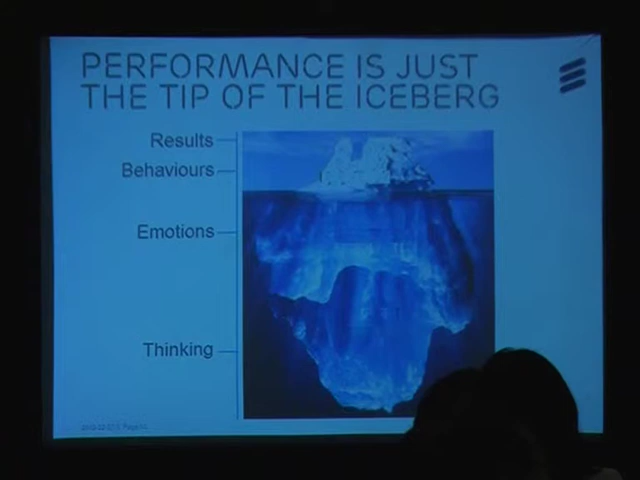 PERFORMANCE IS JUST
THE TIP OF THE ICEBERG
Results
Behaviours
Emotions
Thinking